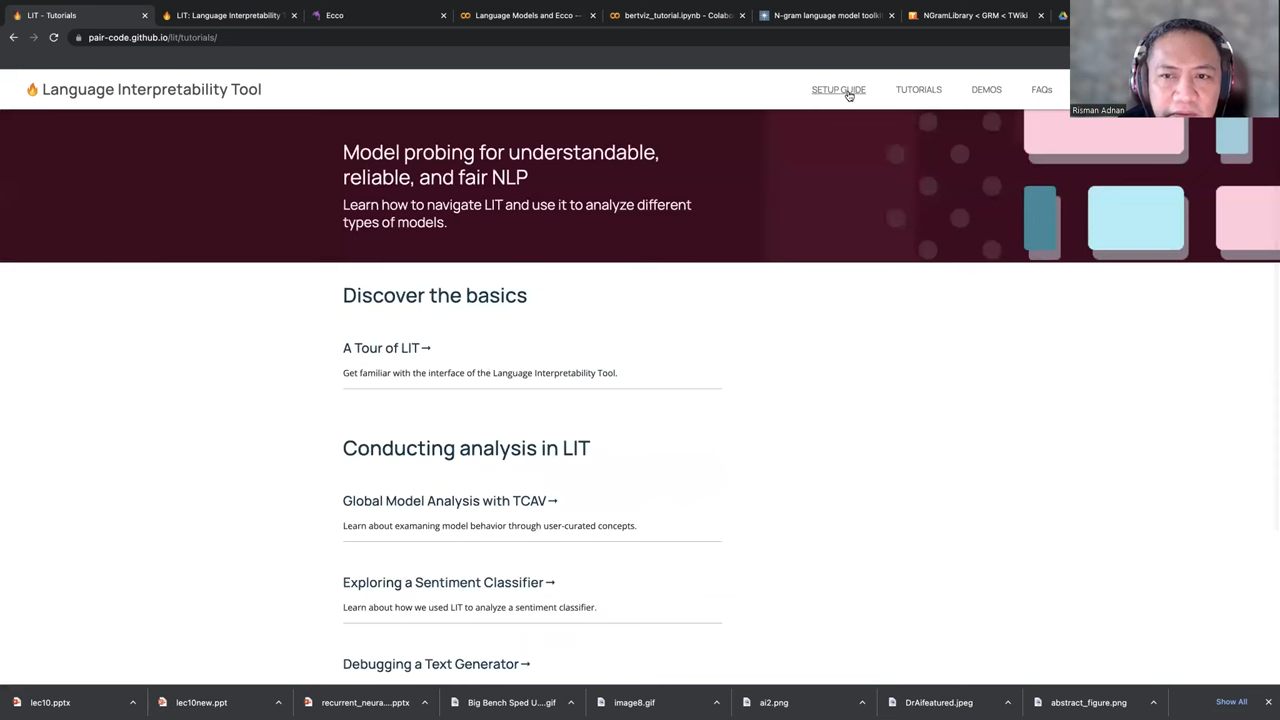 LIT - Tutorials
LIT: Language Interpretability T
Ecco
Language Models and Ecco --
bertviz_tutorial.ipynb - Colabo
N-gram language model toolki
NGramLibrary < GRM < TWiki
pair-code.github.io/lit/tutorials/
Language Interpretability Tool
SETUP GUIDE
TUTORIALS
DEMOS
FAQs
Risman Adnan
Model probing for understandable,
reliable, and fair NLP
Learn how to navigate LIT and use it to analyze different
types of models.
Discover the basics
A Tour of LIT→
Get familiar with the interface of the Language Interpretability Tool.
Conducting analysis in LIT
Global Model Analysis with TCAV→
Learn about examaning model behavior through user-curated concepts.
Exploring a Sentiment Classifier→
Learn about how we used LIT to analyze a sentiment classifier.
Debugging a Text Generator→
lec10.pptx
lec10new.ppt
recurrent_neura....pptx
Big Bench Sped U....gif
image8.gif
ai2.png
DrAifeatured.jpeg
abstract_figure.png
Show All